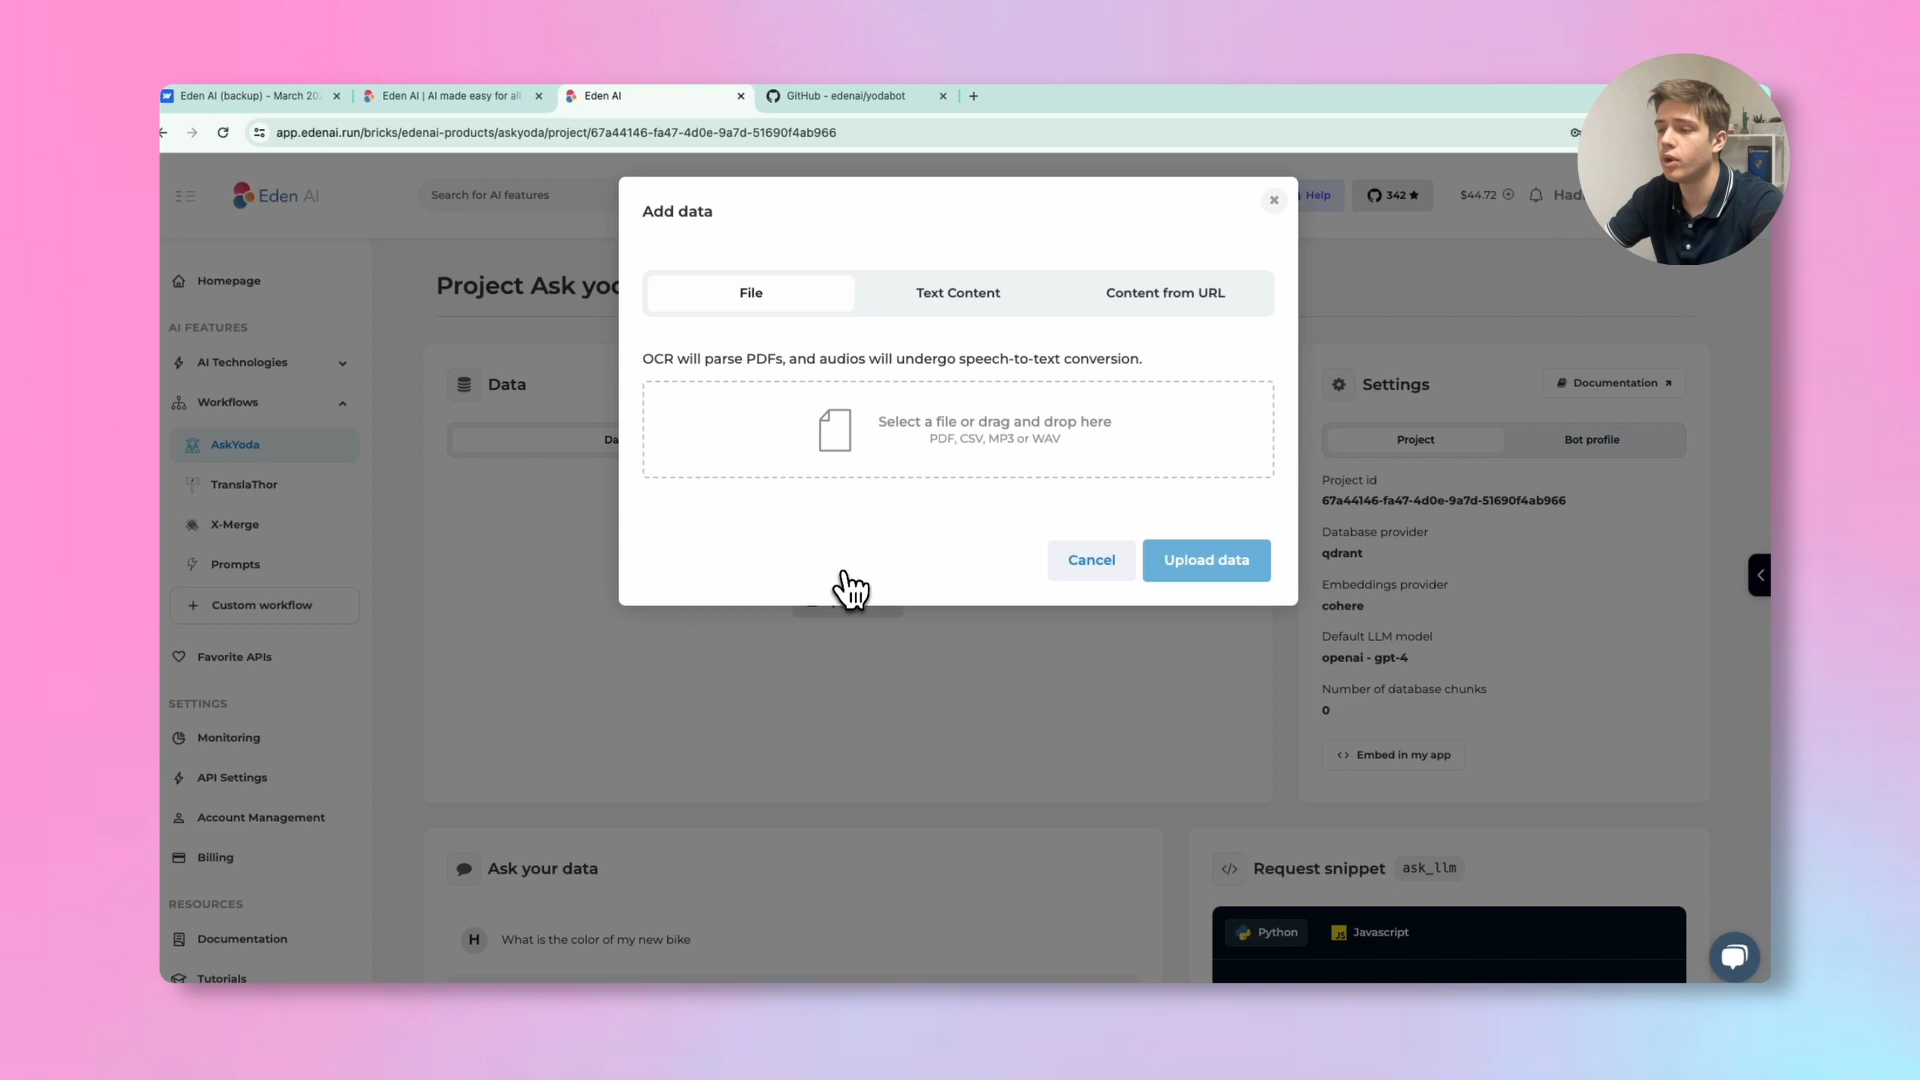 Eden AI (backup) - March 20
Eden AI | AI made easy for all
Eden AI
GitHub - edenai/yodabot
app.edenai.run/bricks/edenai-products/askyoda/project/67a44146-fa47-4d0e-9a7d-51690f4ab966
Eden AI
Search for AI features
Help
342
$44.72
Had
Homepage
AI FEATURES
AI Technologies
Workflows
AskYoda
TranslaThor
X-Merge
Prompts
Custom workflow
Favorite APIs
SETTINGS
Monitoring
API Settings
Account Management
Billing
RESOURCES
Documentation
Tutorials
Project Ask yo
Data
Da
Add data
File
Text Content
Content from URL
OCR will parse PDFs, and audios will undergo speech-to-text conversion.
Select a file or drag and drop here
PDF, CSV, MP3 or WAV
Cancel
Upload data
Settings
Documentation
Project
Bot profile
Project id
67a44146-fa47-4d0e-9a7d-51690f4ab966
Database provider
qdrant
Embeddings provider
cohere
Default LLM model
openai - gpt-4
Number of database chunks
0
Embed in my app
Ask your data
H
What is the color of my new bike
Request snippet
ask_llm
Python
JS
Javascript